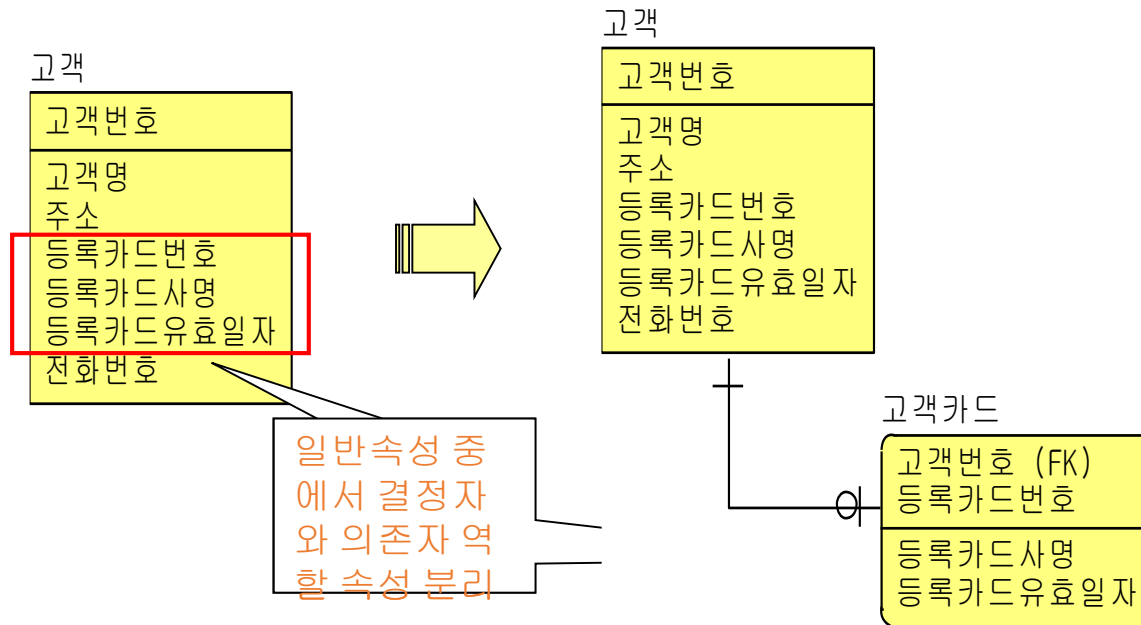 고객
고객번호
고객명
주소
등록카드번호
등록카드사명
등록카드유효일자
전화번호
일반속성 중
에서 결정자
와 의존자 역
할 속성 분리
고객
고객번호
고객명
주소
등록카드번호
등록카드사명
등록카드유효일자
전화번호
고객카드
고객번호 (FK)
등록카드번호
등록카드사명
등록카드유효일자